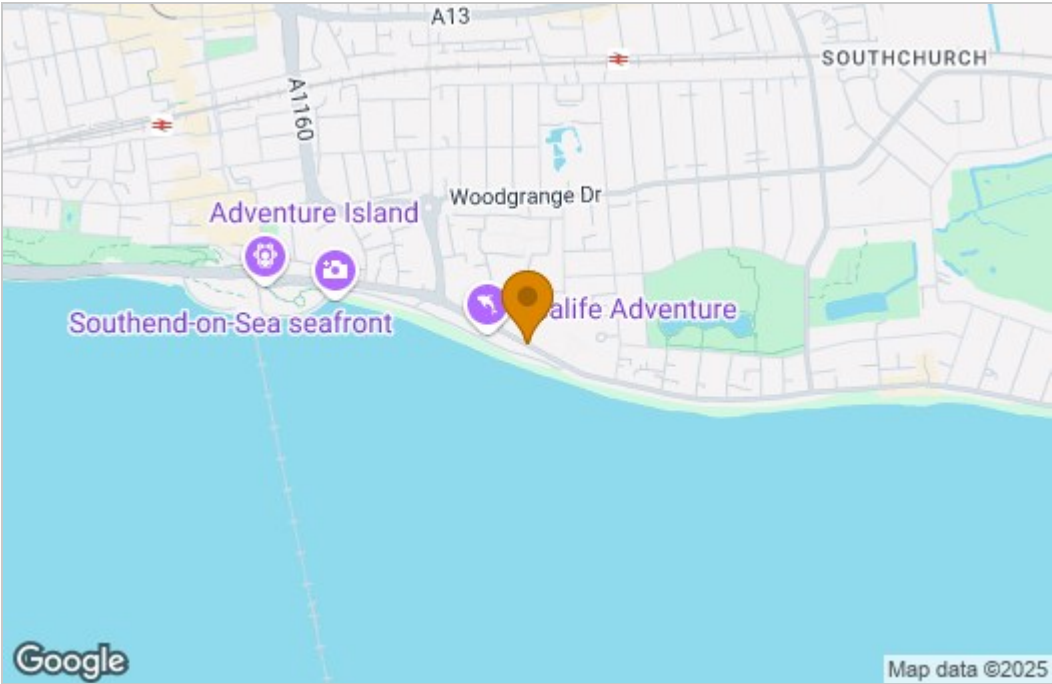 A13
SOUTHCHURCH
A1160
Woodgrange Dr
Adventure Island
alife Adventure
Southend-on-Sea seafront
Google
Map data ©2025